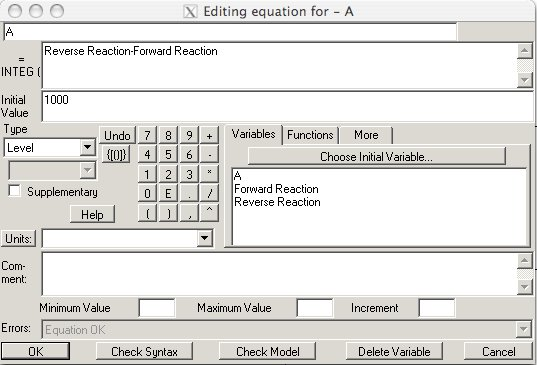 Editing equation for - A
A
=
INTEG (
Reverse Reaction-Forward Reaction
Initial
Value
1000
Type
Level
Supplementary
Help
Undo
{[()]}
7 8 9 +
4 5 6 -
1 2 3 *
0 E . /
( ) , ^
Variables Functions More
Choose Initial Variable...
A
Forward Reaction
Reverse Reaction
Units:
Com-
ment:
Minimum Value Maximum Value Increment
Errors: Equation OK
OK Check Syntax Check Model Delete Variable Cancel